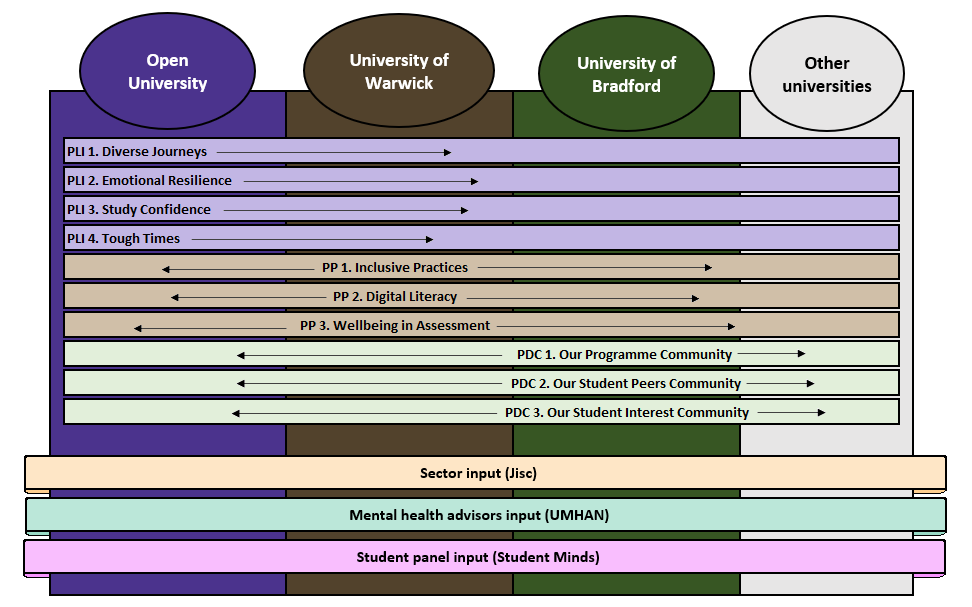 Open
University
University of
Warwick
University of
Bradford
Other
universities
PLI 1. Diverse Journeys
PLI 2. Emotional Resilience
PLI 3. Study Confidence
PLI 4. Tough Times
PP 1. Inclusive Practices
PP 2. Digital Literacy
PP 3. Wellbeing in Assessment
PDC 1. Our Programme Community
PDC 2. Our Student Peers Community
PDC 3. Our Student Interest Community
Sector input (Jisc)
Mental health advisors input (UMHAN)
Student panel input (Student Minds)